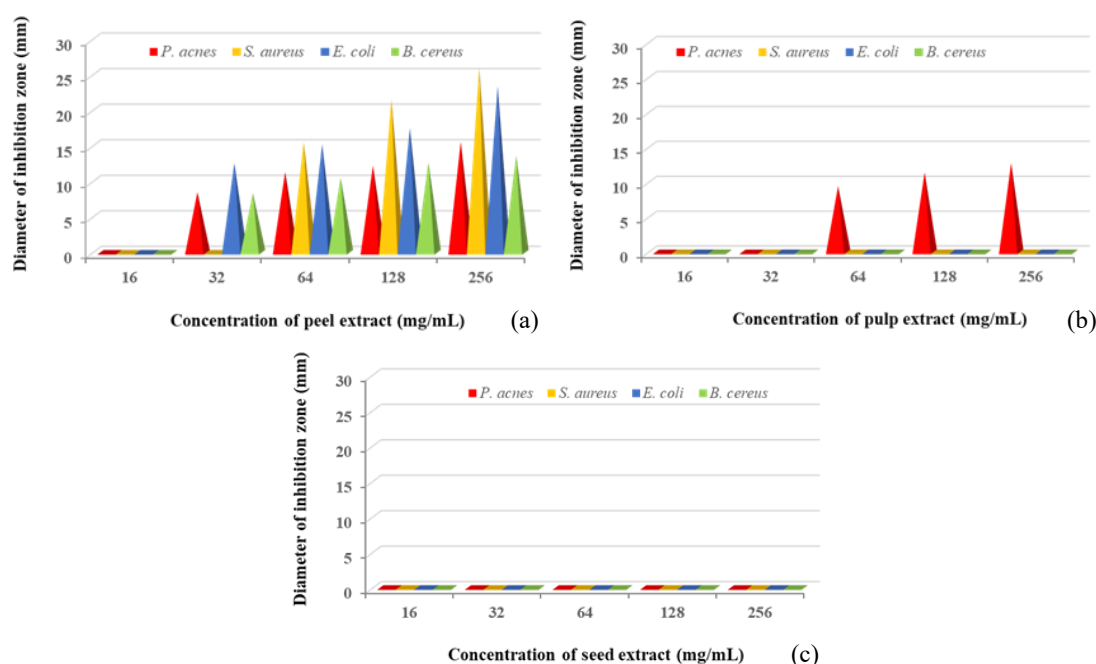 Diameter of inhibition zone (mm)
30
25
20
15
10
5
0
P. acnes S. aureus E. coli B. cereus
16 32 64 128 256
Concentration of peel extract (mg/mL) (a)
Diameter of inhibition zone (mm)
30
25
20
15
10
5
0
P. acnes S. aureus E. coli B. cereus
16 32 64 128 256
Concentration of pulp extract (mg/mL) (b)
Diameter of inhibition zone (mm)
30
25
20
15
10
5
0
P. acnes S. aureus E. coli B. cereus
16 32 64 128 256
Concentration of seed extract (mg/mL) (c)